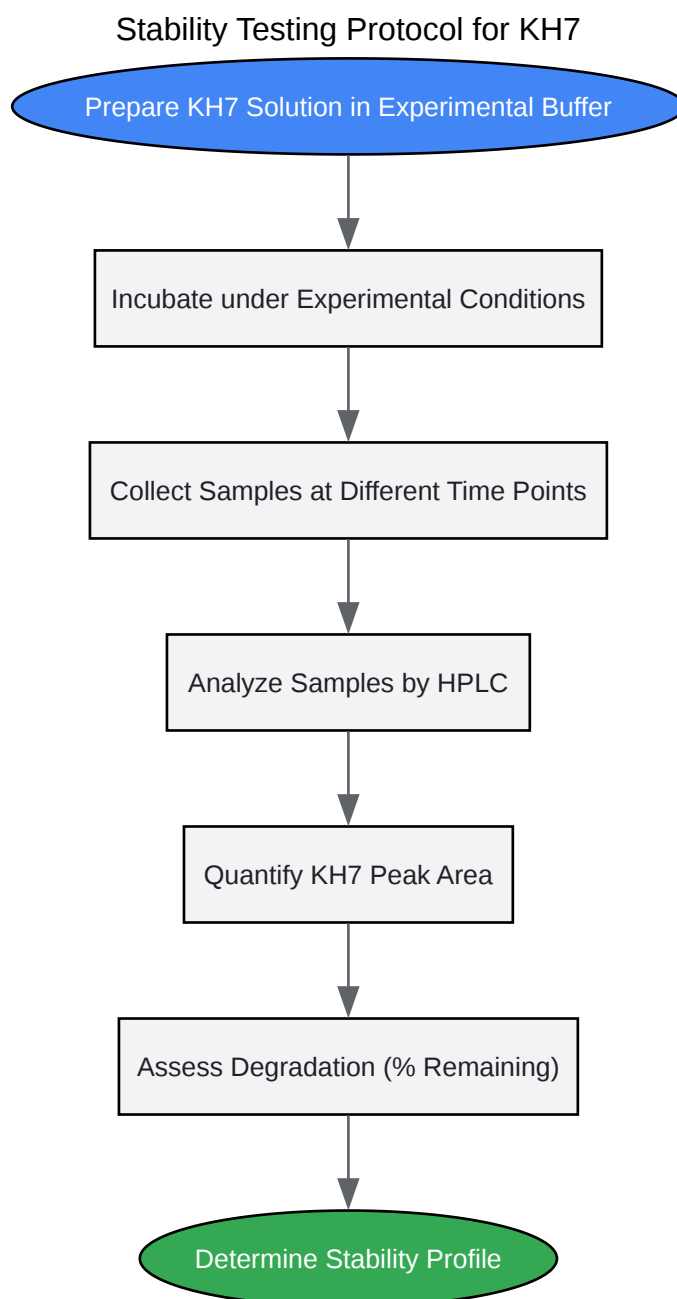 Stability Testing Protocol for KH7
Prepare KH7 Solution in Experimental Buffer
Incubate under Experimental Conditions
Collect Samples at Different Time Points
Analyze Samples by HPLC
Quantify KH7 Peak Area
Assess Degradation (% Remaining)
Determine Stability Profile